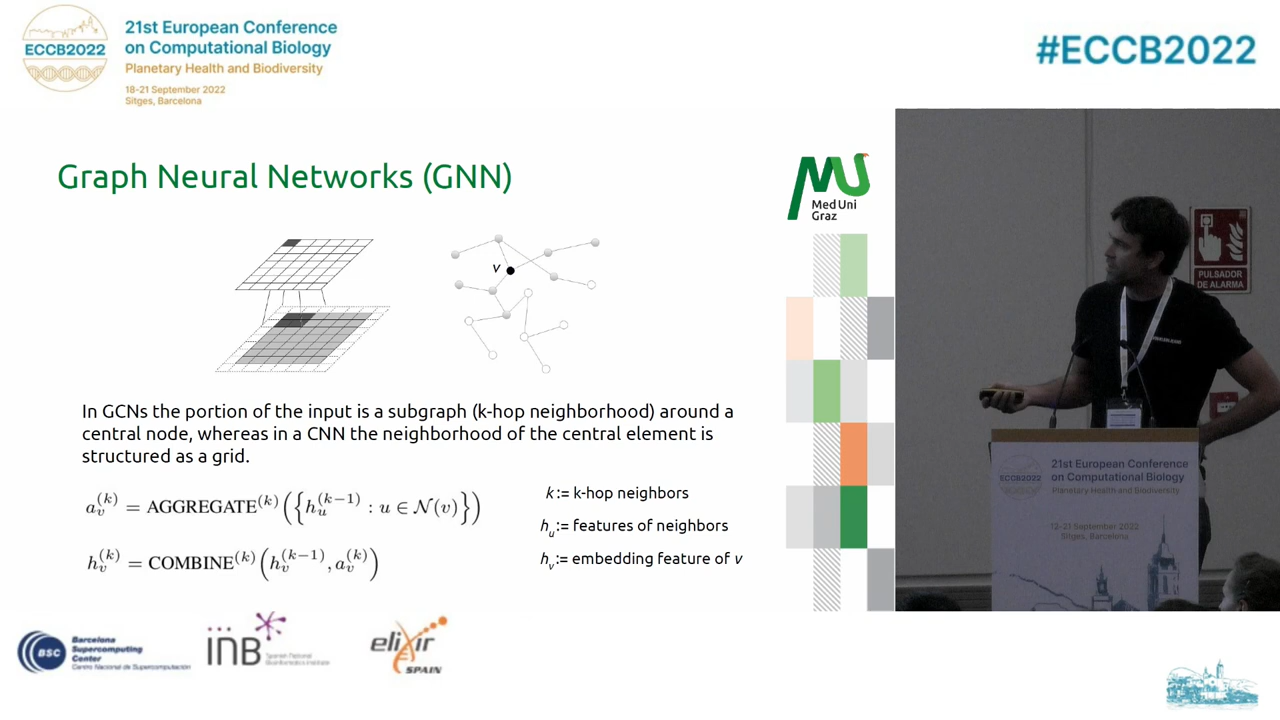 ECCB2022
21st European Conference
on Computational Biology
Planetary Health and Biodiversity
18-21 September 2022
Sitges, Barcelona
#ECCB2022
Graph Neural Networks (GNN)
MU
Med Uni
Graz
v
In GCNs the portion of the input is a subgraph (k-hop neighborhood) around a
central node, whereas in a CNN the neighborhood of the central element is
structured as a grid.
a_v^{(k)} = AGGREGATE^{(k)}({h_u^{(k-1)} : u ∈ N(v)})
h_v^{(k)} = COMBINE^{(k)}(h_v^{(k-1)}, a_v^{(k)})
k:= k-hop neighbors
h_u:= features of neighbors
h_v:= embedding feature of v
PULSADOR
DE ALARMA
ECCB2022
21st European Conference
on Computational Biology
Planetary Health and Biodiversity
12-21 September 2022
Sitges, Barcelona
BSC
Barcelona
Supercomputing
Center
Centro Nacional de Supercomputación
INB
Spanish National
Bioinformatics Institute
elixir
SPAIN